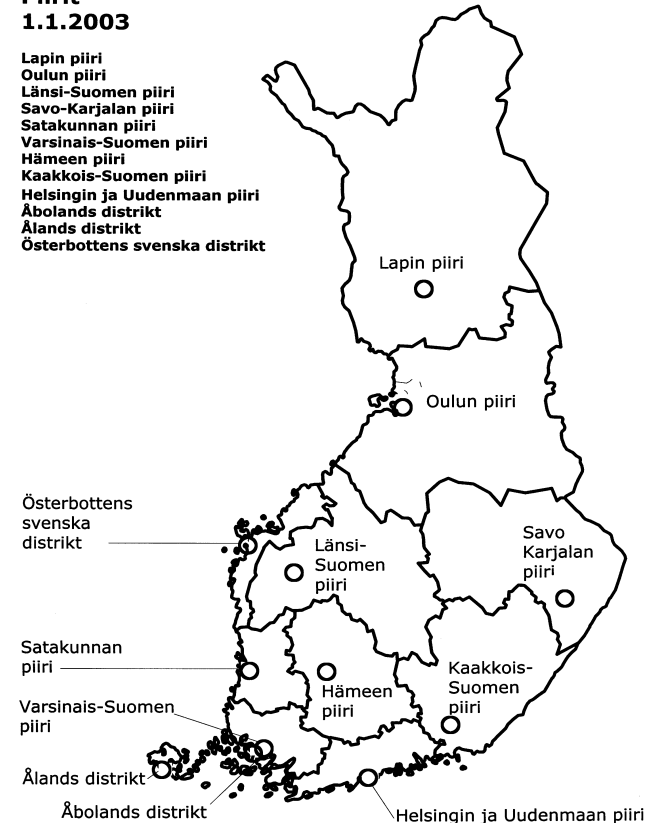 1.1.2003
Lapin piiri
Oulun piiri
Länsi-Suomen piiri
Savo-Karjalan piiri
Satakunnan piiri
Varsinais-Suomen piiri
Hämeen piiri
Kaakkois-Suomen piiri
Helsingin ja Uudenmaan piiri
Åbolands distrikt
Ålands distrikt
Österbottens svenska distrikt
Lapin piiri
Oulun piiri
Österbottens
svenska
distrikt
Länsi-
Suomen
piiri
Savo
Karjalan
piiri
Satakunnan
piiri
Hämeen
piiri
Kaakkois-
Suomen
piiri
Varsinais-Suomen
piiri
Ålands distrikt
Åbolands distrikt
Helsingin ja Uudenmaan piiri